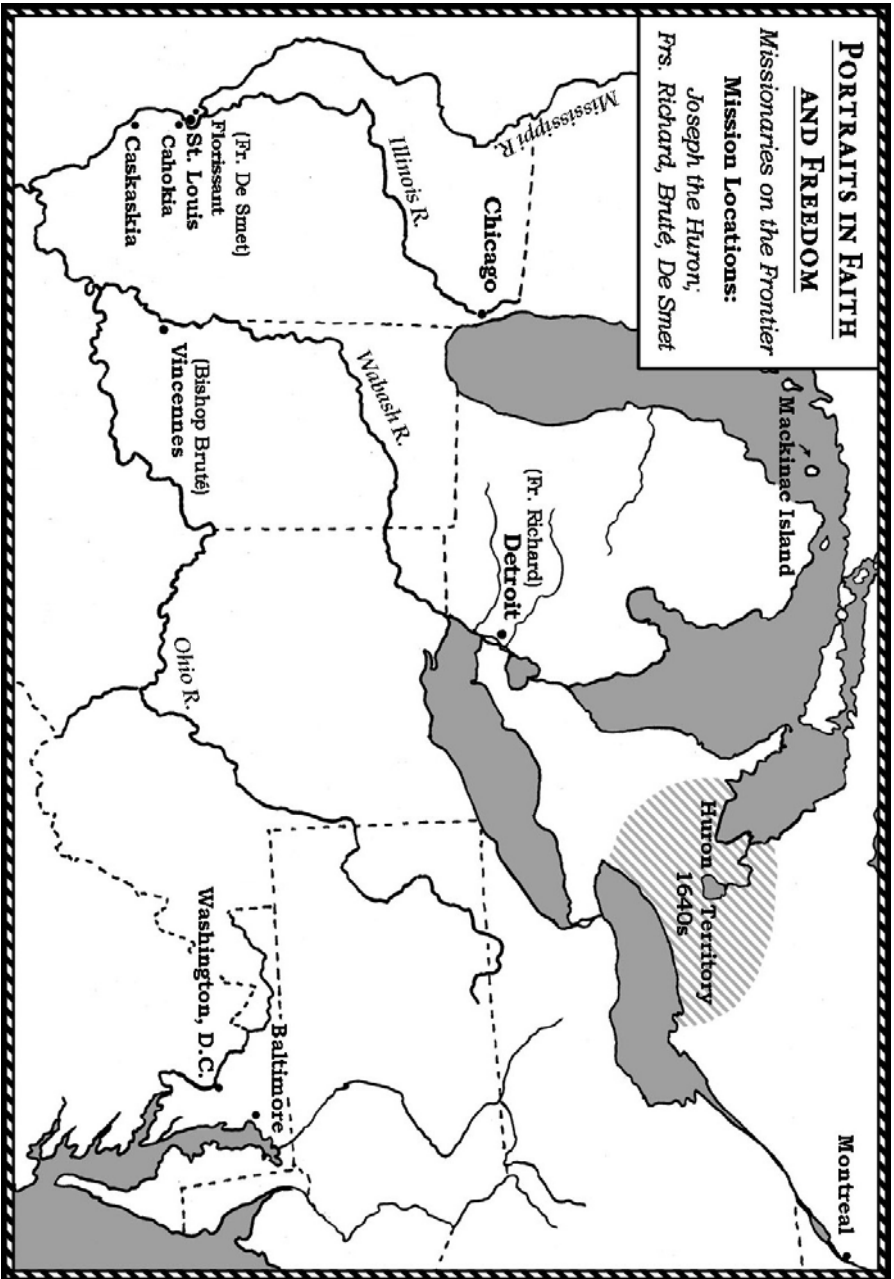 PORTRAITS IN FAITH
AND FREEDOM
Missionaries on the Frontier
Mission Locations:
Joseph the Huron;
Frs. Richard, Bruté, De Smet
Mackinac Island
Montreal
Mississippi R.
Huron Territory
1640s
(Fr. Richard)
Detroit
Chicago
Illinois R.
Wabash R.
(Fr. De Smet)
Florissant
St. Louis
Cahokia
Caskaskia
(Bishop Bruté)
Vincennes
Ohio R.
Baltimore
Washington, D.C.